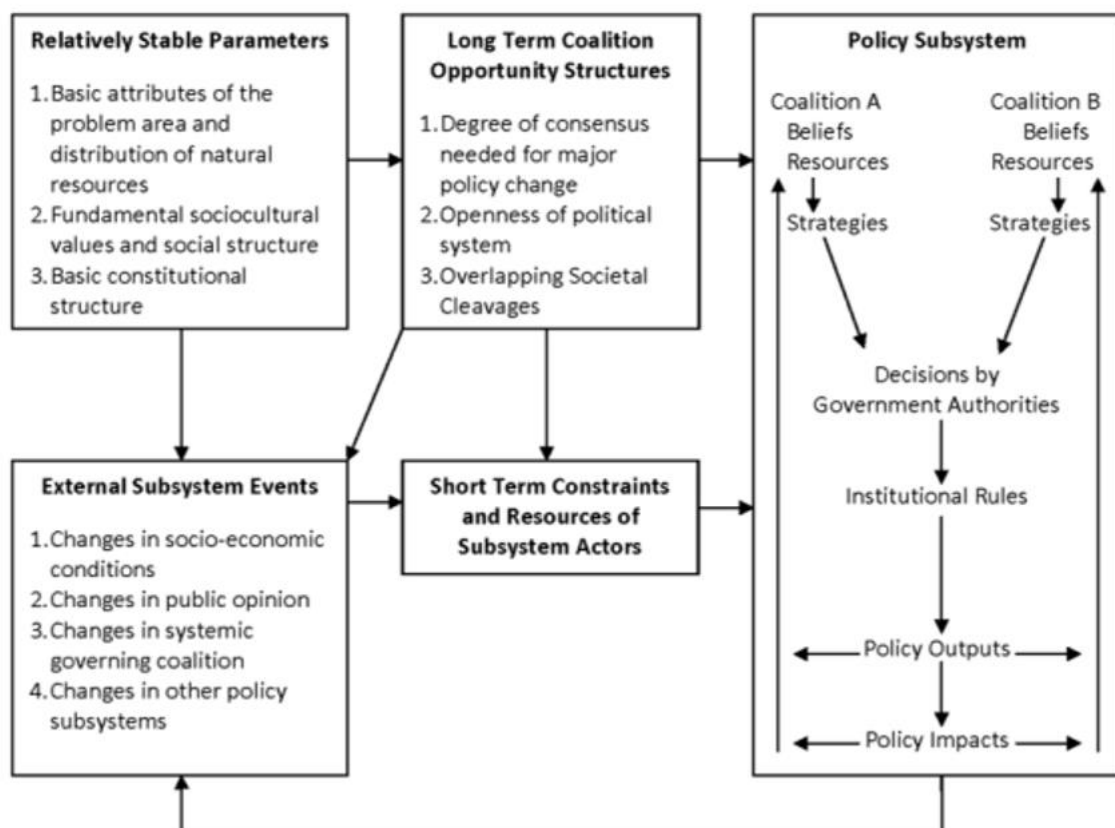 Relatively Stable Parameters
1. Basic attributes of the
problem area and
distribution of natural
resources
2. Fundamental sociocultural
values and social structure
3. Basic constitutional
structure
Long Term Coalition
Opportunity Structures
1. Degree of consensus
needed for major
policy change
2. Openness of political
system
3. Overlapping Societal
Cleavages
Policy Subsystem
Coalition A
Beliefs
Resources
Strategies
Coalition B
Beliefs
Resources
Strategies
Decisions by
Government Authorities
Institutional Rules
Policy Outputs
Policy Impacts
External Subsystem Events
1. Changes in socio-economic
conditions
2. Changes in public opinion
3. Changes in systemic
governing coalition
4. Changes in other policy
subsystems
Short Term Constraints
and Resources of
Subsystem Actors